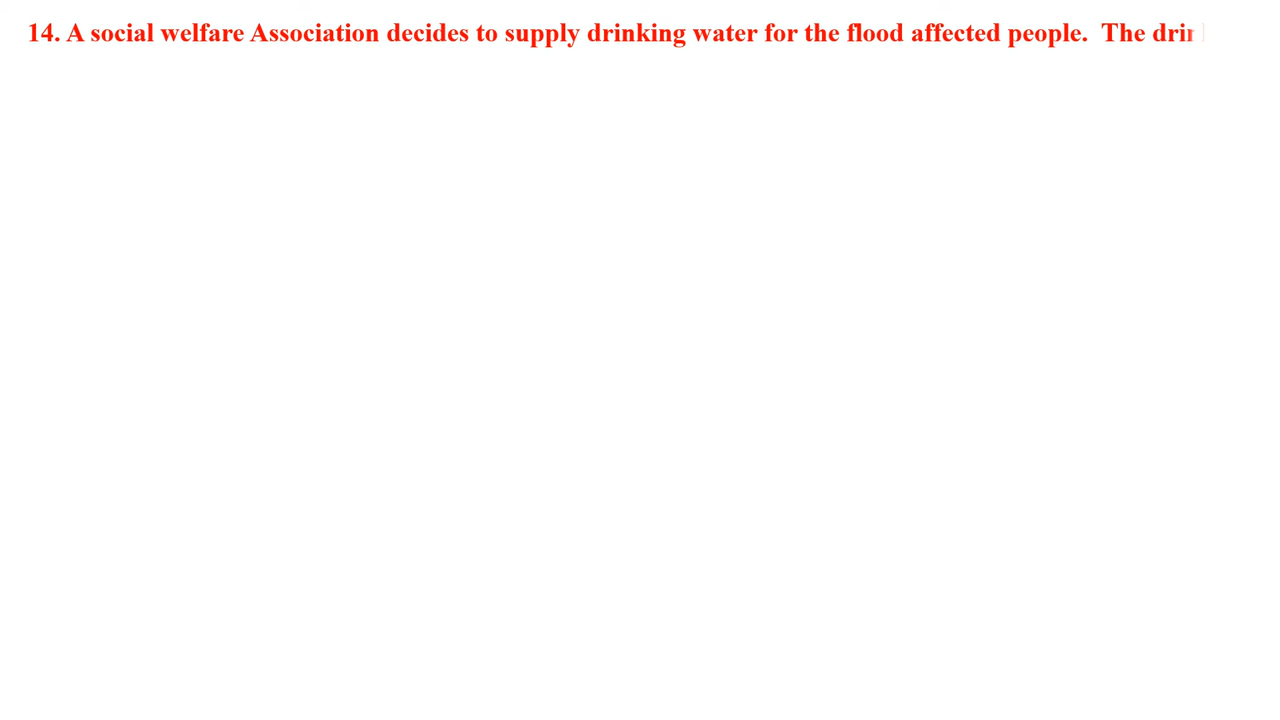 14. A social welfare Association decides to supply drinking water for the flood affected people.  The